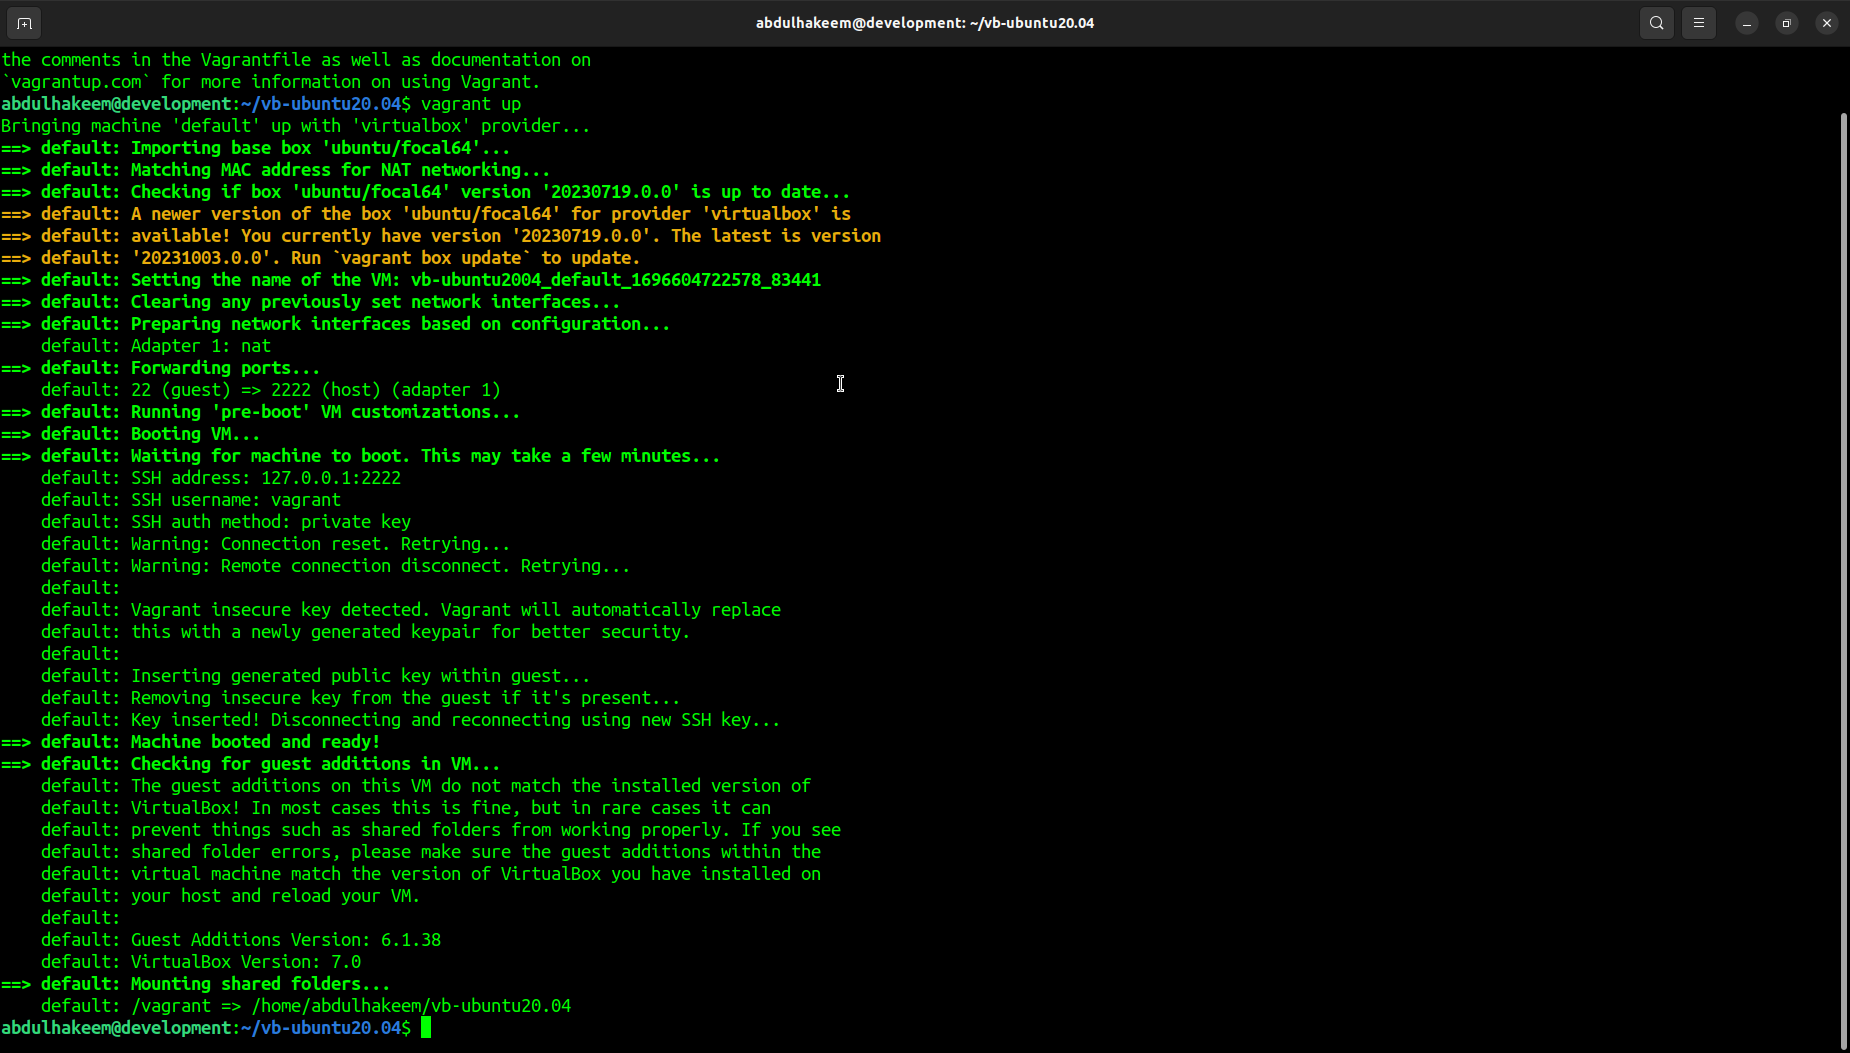 abdulhakeem@development: ~/vb-ubuntu20.04
the comments in the Vagrantfile as well as documentation on
`vagrantup.com` for more information on using Vagrant.
abdulhakeem@development:~/vb-ubuntu20.04$ vagrant up
Bringing machine 'default' up with 'virtualbox' provider...
==> default: Importing base box 'ubuntu/focal64'...
==> default: Matching MAC address for NAT networking...
==> default: Checking if box 'ubuntu/focal64' version '20230719.0.0' is up to date...
==> default: A newer version of the box 'ubuntu/focal64' for provider 'virtualbox' is
==> default: available! You currently have version '20230719.0.0'. The latest is version
==> default: '20231003.0.0'. Run `vagrant box update` to update.
==> default: Setting the name of the VM: vb-ubuntu2004_default_1696604722578_83441
==> default: Clearing any previously set network interfaces...
==> default: Preparing network interfaces based on configuration...
    default: Adapter 1: nat
==> default: Forwarding ports...
    default: 22 (guest) => 2222 (host) (adapter 1)
==> default: Running 'pre-boot' VM customizations...
==> default: Booting VM...
==> default: Waiting for machine to boot. This may take a few minutes...
    default: SSH address: 127.0.0.1:2222
    default: SSH username: vagrant
    default: SSH auth method: private key
    default: Warning: Connection reset. Retrying...
    default: Warning: Remote connection disconnect. Retrying...
    default:
    default: Vagrant insecure key detected. Vagrant will automatically replace
    default: this with a newly generated keypair for better security.
    default:
    default: Inserting generated public key within guest...
    default: Removing insecure key from the guest if it's present...
    default: Key inserted! Disconnecting and reconnecting using new SSH key...
==> default: Machine booted and ready!
==> default: Checking for guest additions in VM...
    default: The guest additions on this VM do not match the installed version of
    default: VirtualBox! In most cases this is fine, but in rare cases it can
    default: prevent things such as shared folders from working properly. If you see
    default: shared folder errors, please make sure the guest additions within the
    default: virtual machine match the version of VirtualBox you have installed on
    default: your host and reload your VM.
    default:
    default: Guest Additions Version: 6.1.38
    default: VirtualBox Version: 7.0
==> default: Mounting shared folders...
    default: /vagrant => /home/abdulhakeem/vb-ubuntu20.04
abdulhakeem@development:~/vb-ubuntu20.04$